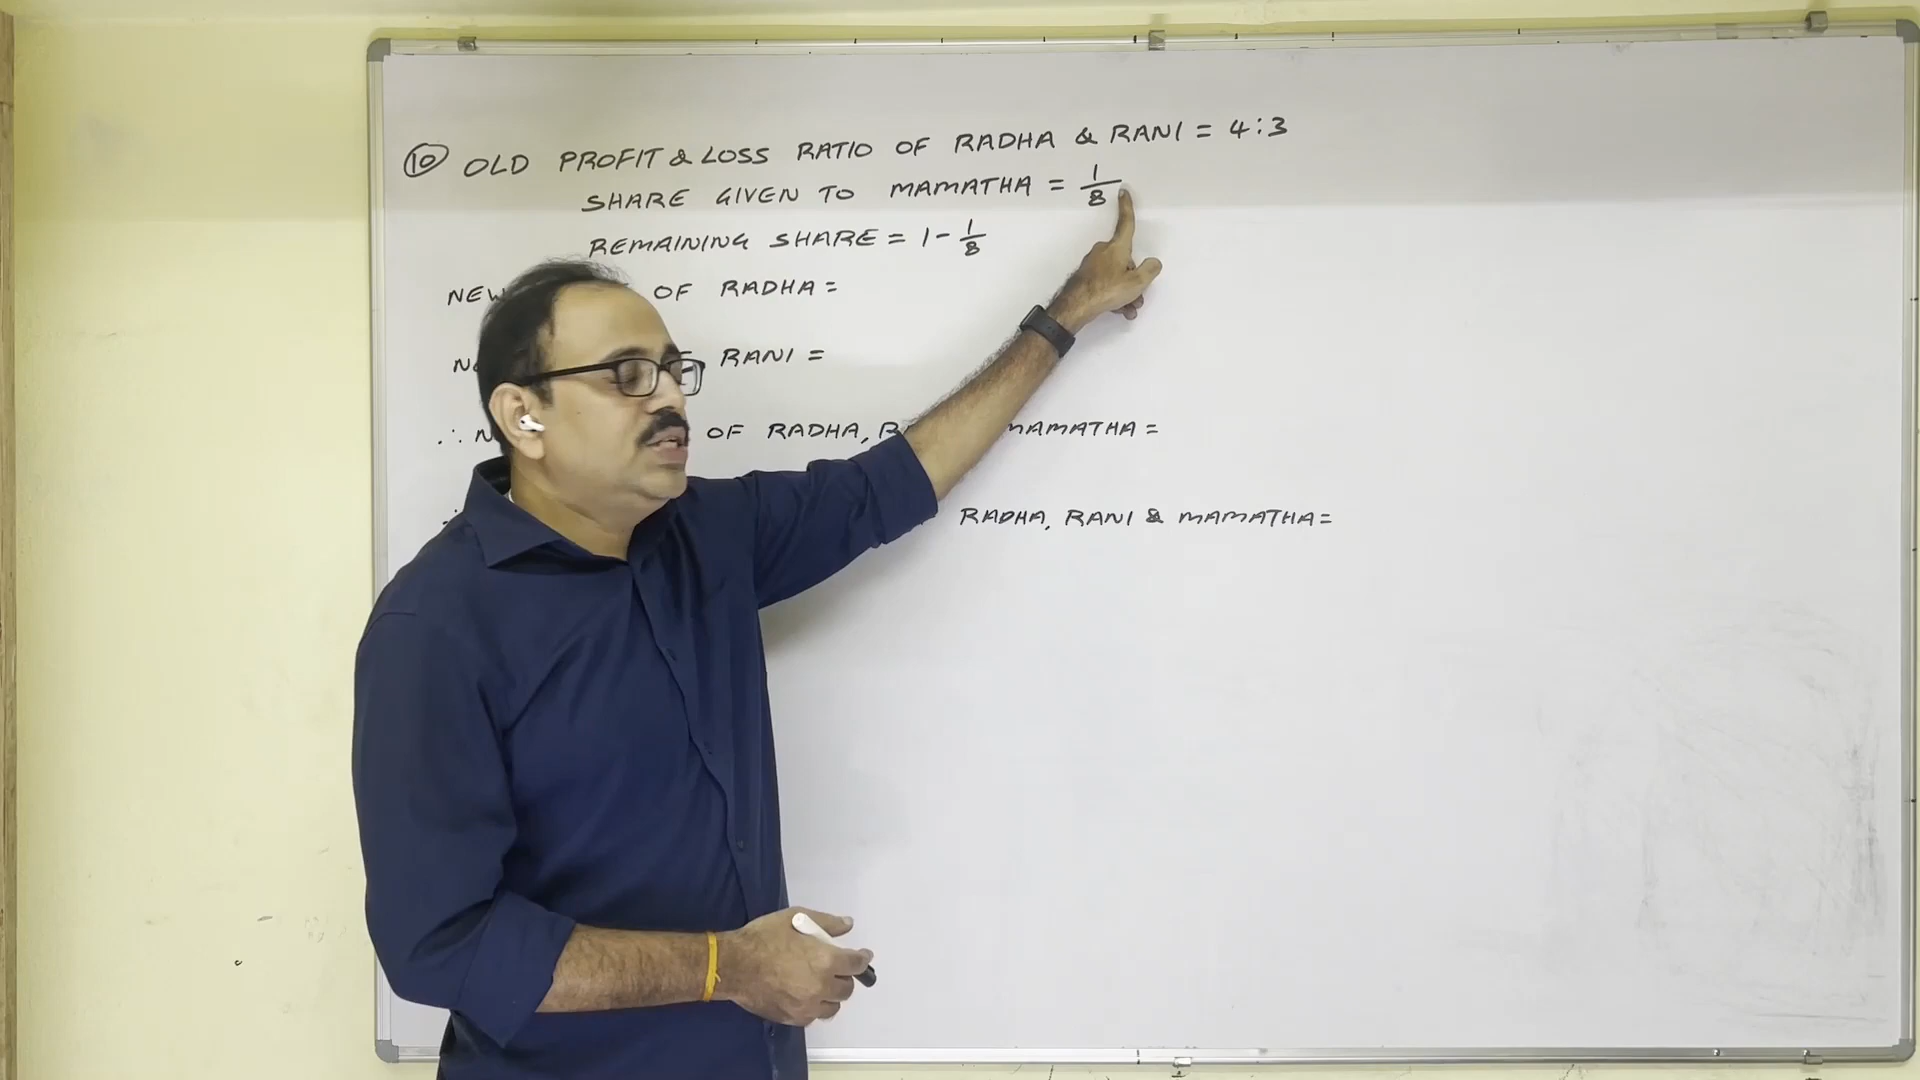 10 OLD PROFIT & LOSS RATIO OF RADHA & RANI = 4:3
SHARE GIVEN TO MAMATHA = 1/8
REMAINING SHARE = 1 - 1/8
NEW OF RADHA =
RANI =
∴ OF RADHA, MAMATHA =
RADHA, RANI & MAMATHA =